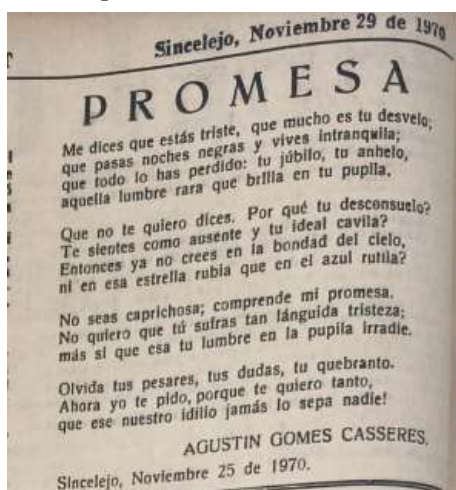 Sincelejo, Noviembre 29 de 1970
PROMESA
Me dices que estás triste, que mucho es tu desvelo;
que pasas noches negras y vives intranquila;
que todo lo has perdido: tu júbilo, tu anhelo,
aquella lumbre rara que brilla en tu pupila.
Que no te quiero dices. Por qué tu desconsuelo?
Te sientes como ausente y tu ideal cavila?
Entonces ya no crees en la bondad del cielo,
ni en esa estrella rubia que en el azul rutila?
No seas caprichosa; comprende mi promesa.
No quiero que tú sufras tan lánguida tristeza;
más si que esa tu lumbre en la pupila irradie.
Olvida tus pesares, tus dudas, tu quebranto.
Ahora yo te pido, porque te quiero tanto,
que ese nuestro idilio jamás lo sepa nadie!
AGUSTIN GOMES CASSERES.
Sincelejo, Noviembre 25 de 1970.